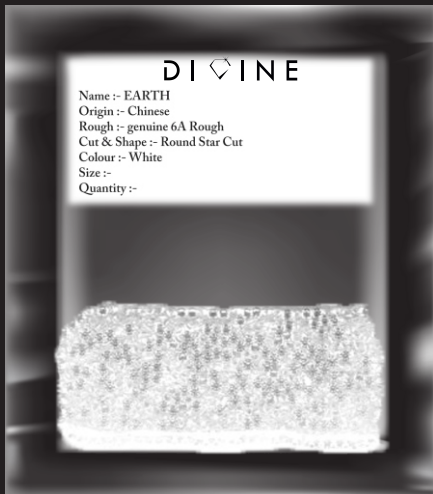 DIVINE
Name :- EARTH
Origin :- Chinese
Rough :- genuine 6A Rough
Cut & Shape :- Round Star Cut
Colour :- White
Size :-
Quantity :-